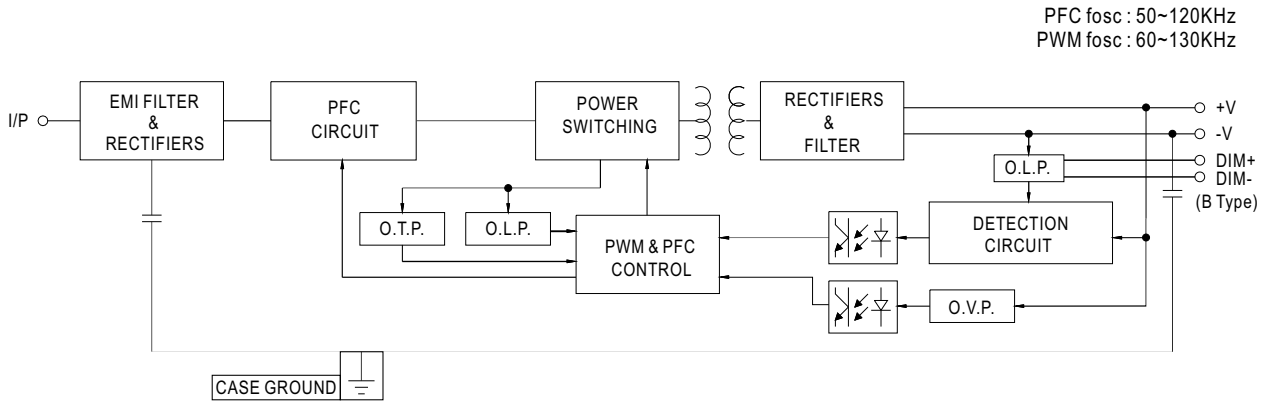 PFC fosc : 50~120KHz
PWM fosc : 60~130KHz
I/P
EMI FILTER
&
RECTIFIERS
PFC
CIRCUIT
POWER
SWITCHING
RECTIFIERS
&
FILTER
+V
-V
DIM+
DIM-
(B Type)
O.L.P.
O.T.P.
O.L.P.
PWM & PFC
CONTROL
DETECTION
CIRCUIT
O.V.P.
CASE GROUND